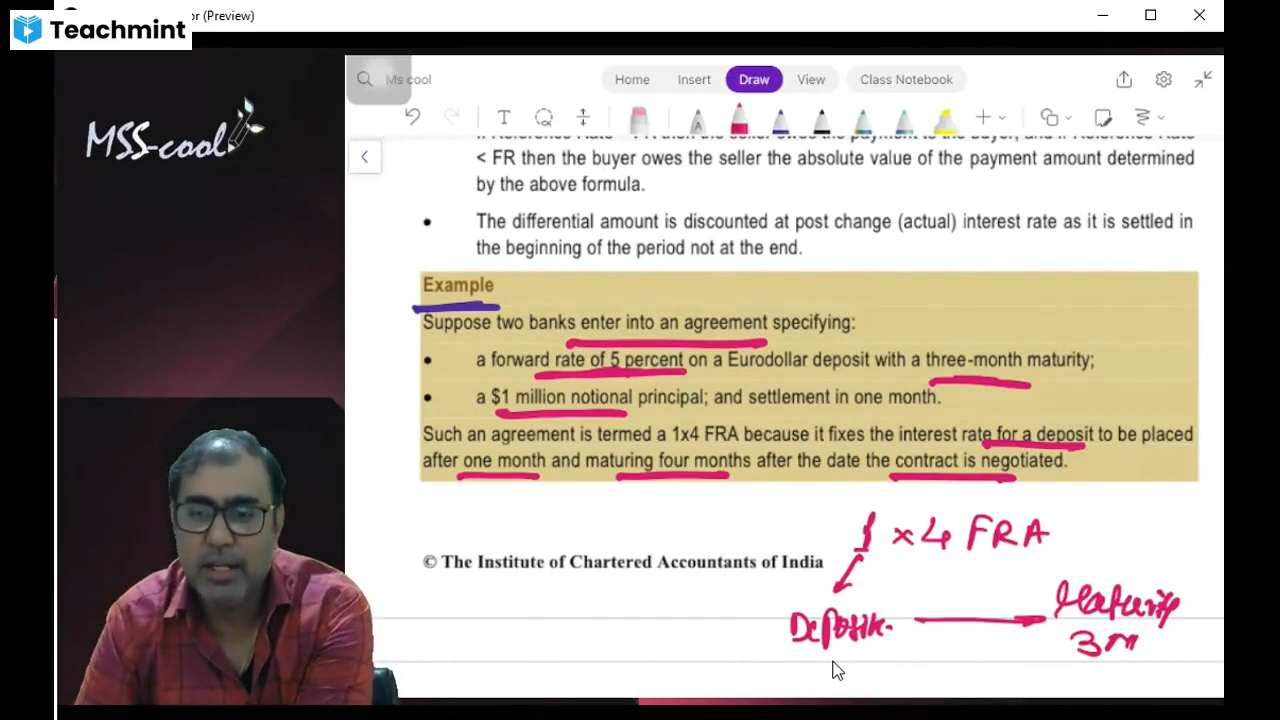 Teachmint
or (Preview)
MSS-cool
Ms cool
Home
Insert
Draw
View
Class Notebook
< FR then the buyer owes the seller the absolute value of the payment amount determined
by the above formula.
• The differential amount is discounted at post change (actual) interest rate as it is settled in
the beginning of the period not at the end.
Example
Suppose two banks enter into an agreement specifying:
• a forward rate of 5 percent on a Eurodollar deposit with a three-month maturity;
• a $1 million notional principal; and settlement in one month.
Such an agreement is termed a 1x4 FRA because it fixes the interest rate for a deposit to be placed
after one month and maturing four months after the date the contract is negotiated.
1 x 4 FRA
© The Institute of Chartered Accountants of India
Maturity
3m